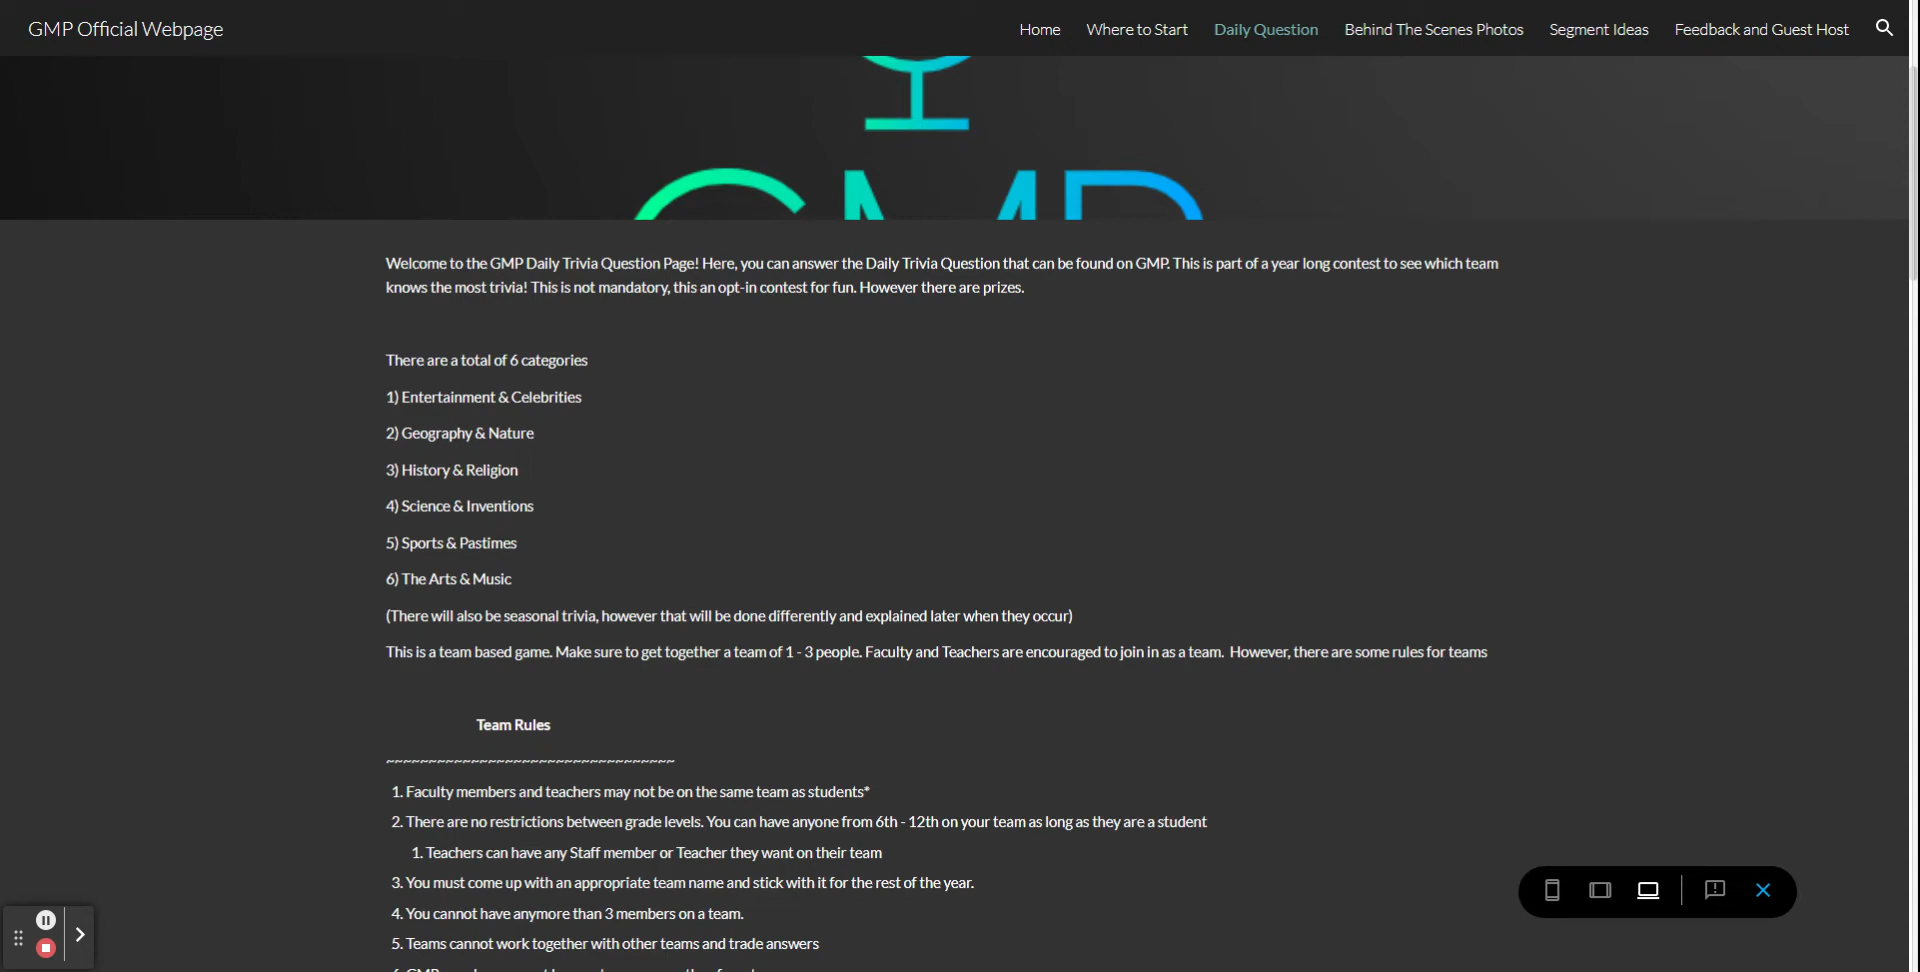 GMP Official Webpage
Home Where to Start Daily Question Behind The Scenes Photos Segment Ideas Feedback and Guest Host
GMP
Welcome to the GMP Daily Trivia Question Page! Here, you can answer the Daily Trivia Question that can be found on GMP. This is part of a year long contest to see which team
knows the most trivia! This is not mandatory, this an opt-in contest for fun. However there are prizes.
There are a total of 6 categories
1) Entertainment & Celebrities
2) Geography & Nature
3) History & Religion
4) Science & Inventions
5) Sports & Pastimes
6) The Arts & Music
(There will also be seasonal trivia, however that will be done differently and explained later when they occur)
This is a team based game. Make sure to get together a team of 1 - 3 people. Faculty and Teachers are encouraged to join in as a team. However, there are some rules for teams
Team Rules
~~~~~~~~~~~~~~~~~~~~~~~~~~~~~~~~~~
1. Faculty members and teachers may not be on the same team as students*
2. There are no restrictions between grade levels. You can have anyone from 6th - 12th on your team as long as they are a student
1. Teachers can have any Staff member or Teacher they want on their team
3. You must come up with an appropriate team name and stick with it for the rest of the year.
4. You cannot have anymore than 3 members on a team.
5. Teams cannot work together with other teams and trade answers